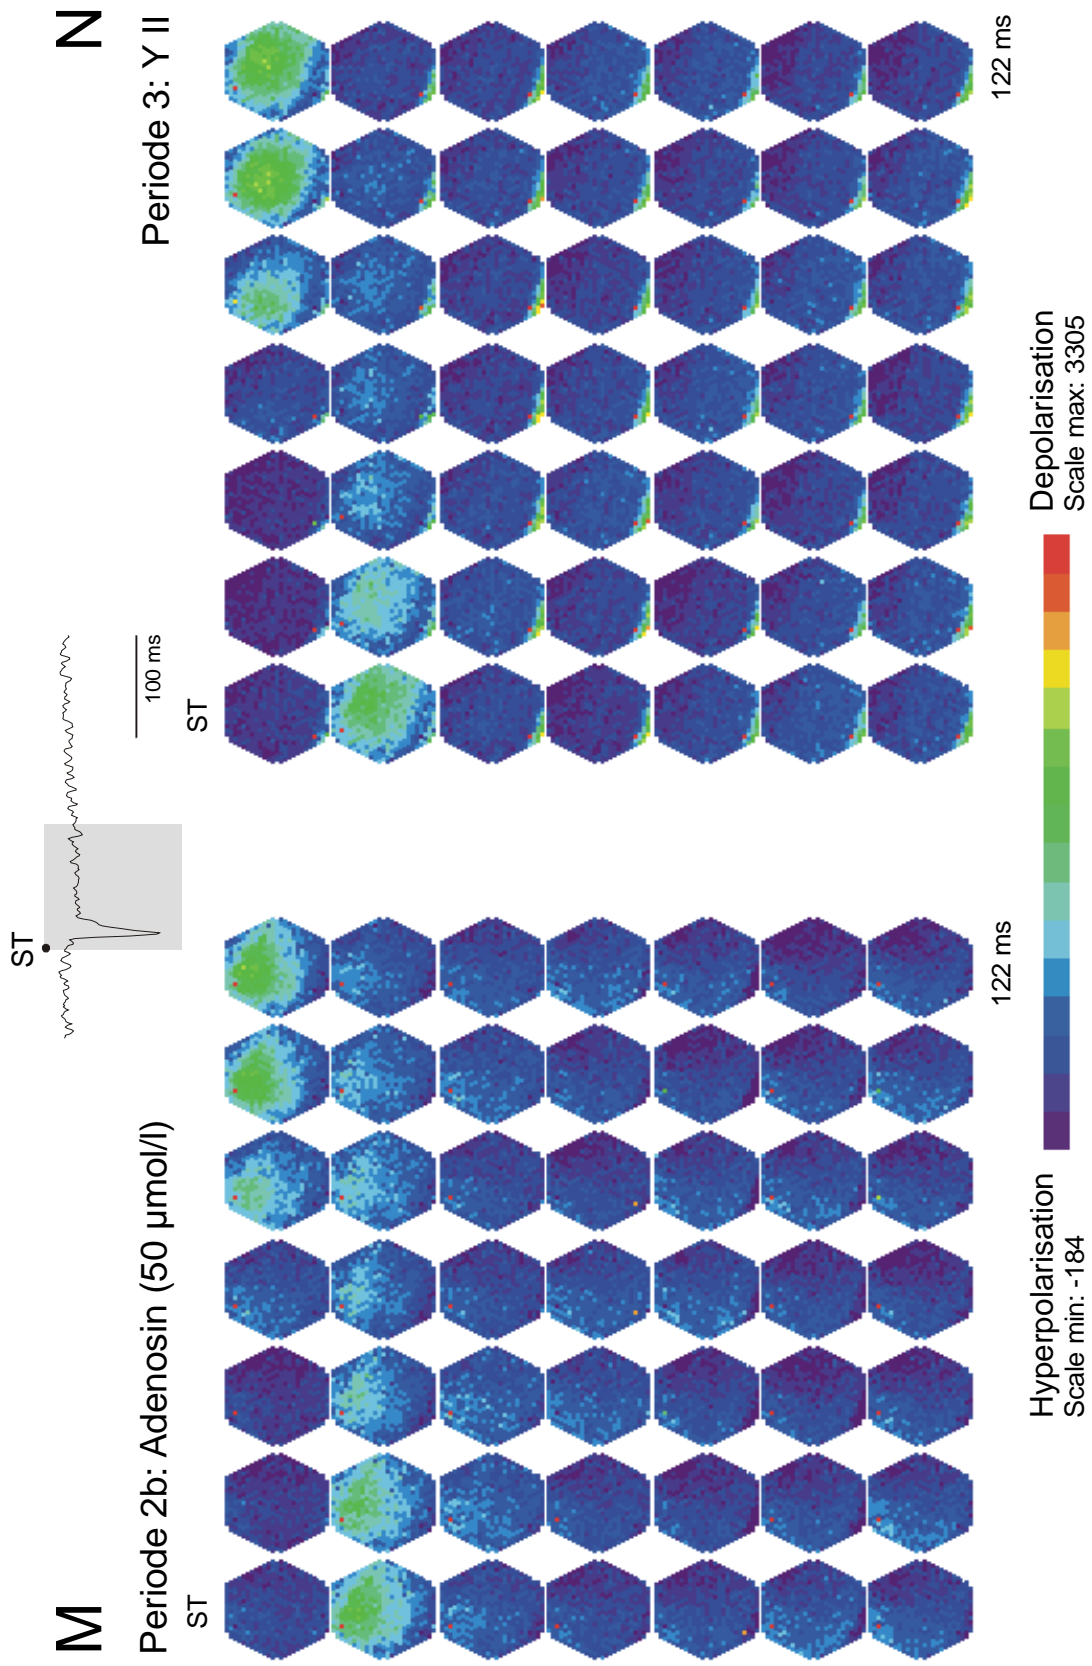 M
Periode 2b: Adenosin (50 µmol/l)
ST
122 ms
ST
100 ms
N
Periode 3: Y II
ST
122 ms
Hyperpolarisation
Scale min: -184
Depolarisation
Scale max: 3305